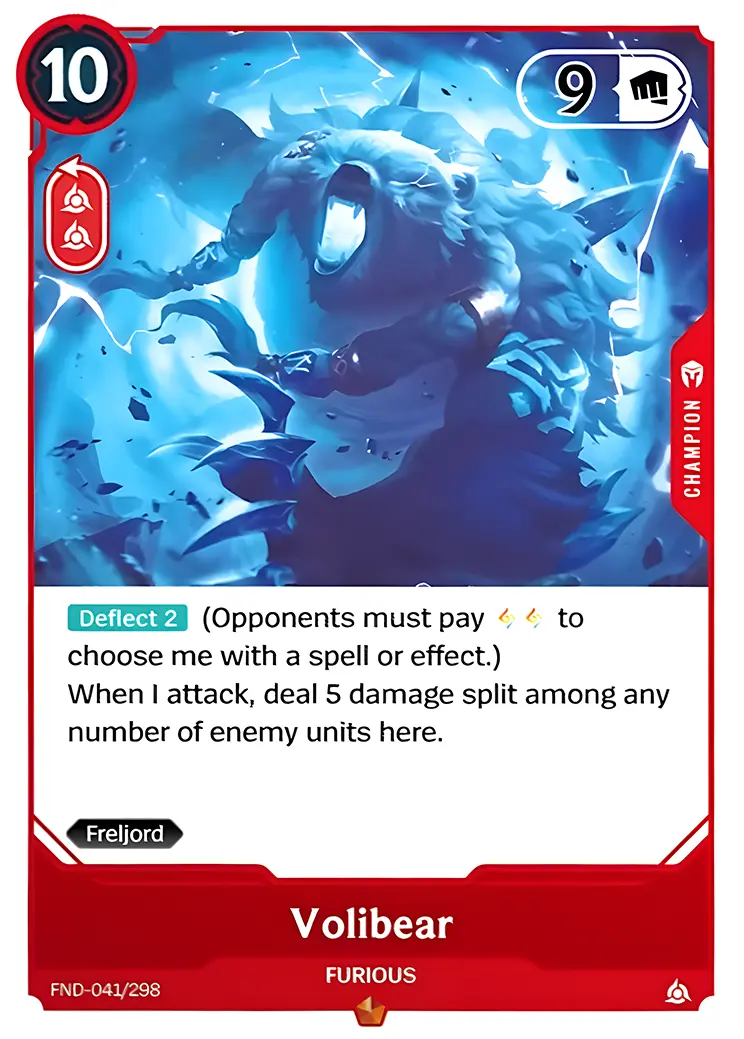 10
9
CHAMPION
Deflect 2 (Opponents must pay to
choose me with a spell or effect.)
When I attack, deal 5 damage split among any
number of enemy units here.
Freljord
Volibear
FURIOUS
FND-041/298